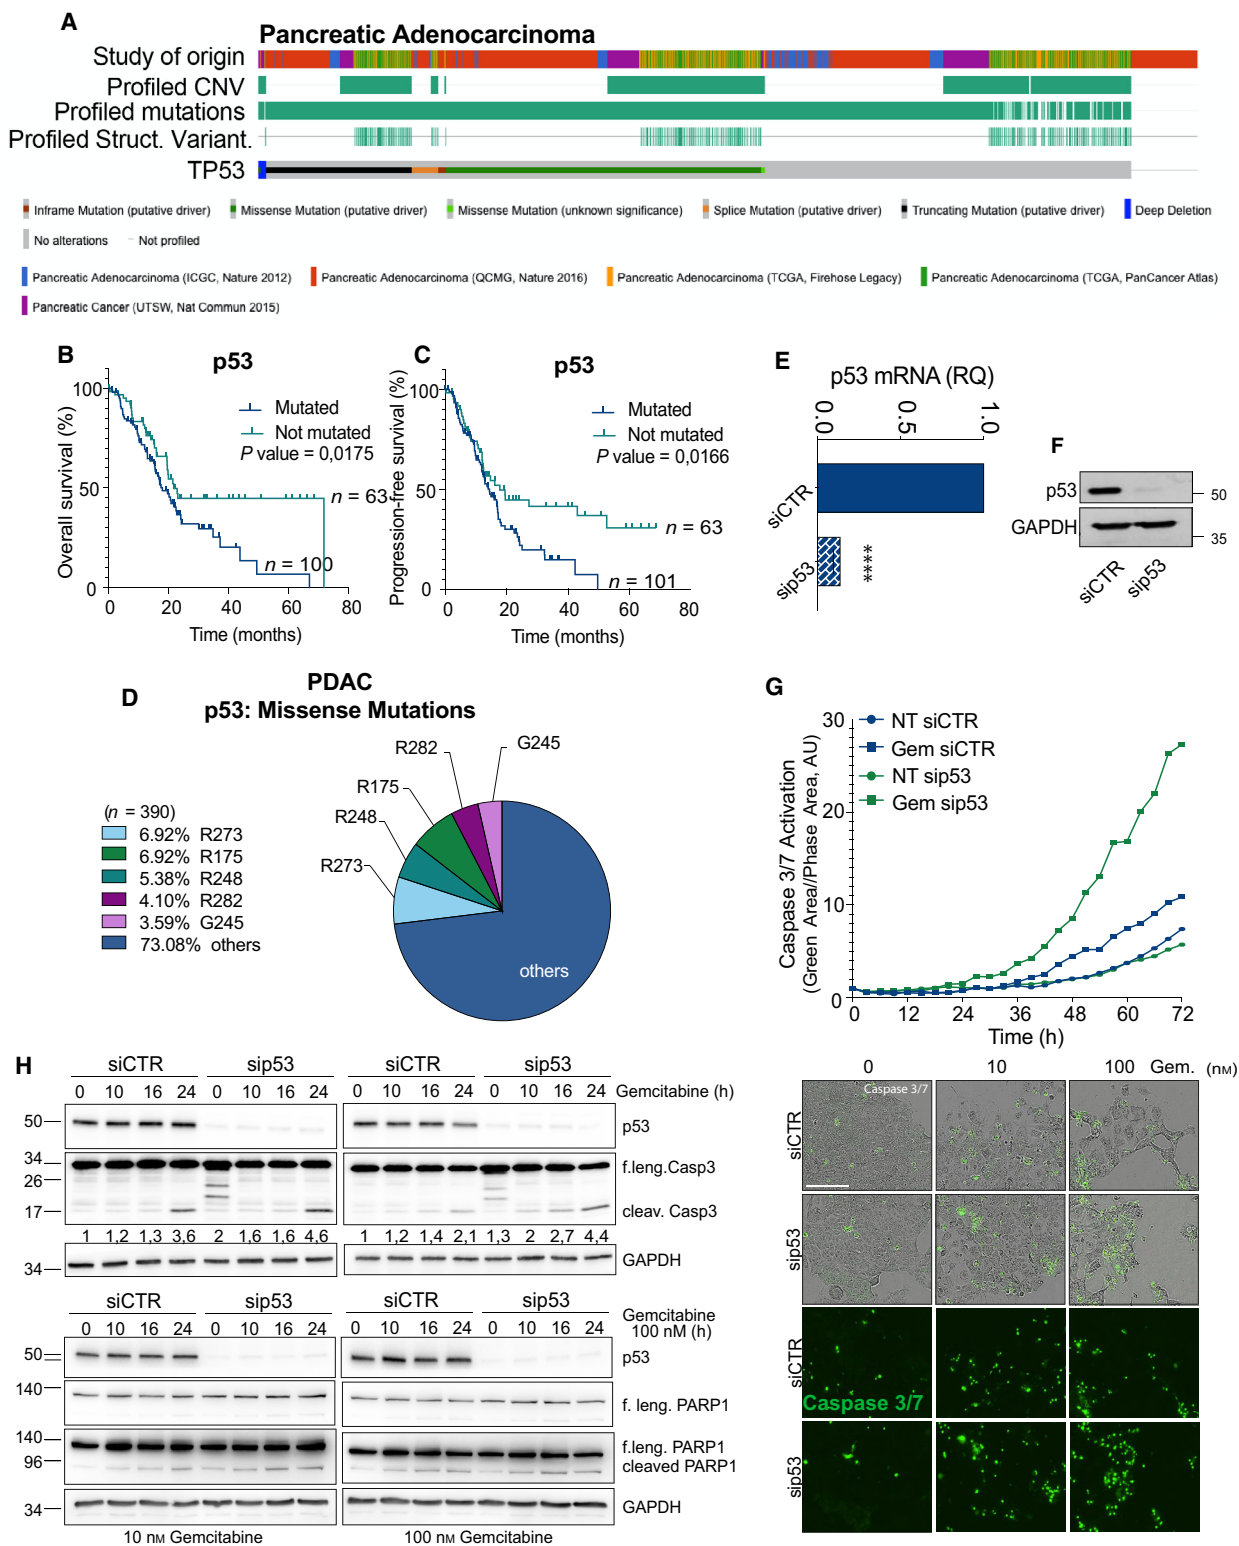 A
Pancreatic Adenocarcinoma
Study of origin
Profiled CNV
Profiled mutations
Profiled Struct. Variant.
TP53
Inframe Mutation (putative driver)
Missense Mutation (putative driver)
Missense Mutation (unknown significance)
Splice Mutation (putative driver)
Truncating Mutation (putative driver)
Deep Deletion
No alterations
Not profiled
Pancreatic Adenocarcinoma (ICGC, Nature 2012)
Pancreatic Adenocarcinoma (QCMG, Nature 2016)
Pancreatic Adenocarcinoma (TCGA, Firehose Legacy)
Pancreatic Adenocarcinoma (TCGA, PanCancer Atlas)
Pancreatic Cancer (UTSW, Nat Commun 2015)
B
p53
Overall survival (%)
100
50
0
Mutated
Not mutated
P value = 0,0175
n = 63
n = 100
0 20 40 60 80
Time (months)
C
p53
Progression-free survival (%)
100
50
0
Mutated
Not mutated
P value = 0,0166
n = 63
n = 101
0 20 40 60 80
Time (months)
E
p53 mRNA (RQ)
0.0 0.5 1.0
siCTR
sip53
****
F
p53
50
GAPDH
35
siCTR sip53
D
PDAC
p53: Missense Mutations
(n = 390)
6.92% R273
6.92% R175
5.38% R248
4.10% R282
3.59% G245
73.08% others
G245
R282
R175
R248
R273
others
G
Caspase 3/7 Activation
(Green Area//Phase Area, AU)
30
20
10
0
NT siCTR
Gem siCTR
NT sip53
Gem sip53
0 12 24 36 48 60 72
Time (h)
0 10 100 Gem. (nM)
siCTR
Caspase 3/7
sip53
siCTR
Caspase 3/7
sip53
H
siCTR sip53 siCTR sip53
0 10 16 24 0 10 16 24 0 10 16 24 0 10 16 24 Gemcitabine (h)
50 p53
34 f.leng.Casp3
26
17 cleav. Casp3
1 1,2 1,3 3,6 2 1,6 1,6 4,6 1 1,2 1,4 2,1 1,3 2 2,7 4,4
34 GAPDH
siCTR sip53 siCTR sip53
Gemcitabine
0 10 16 24 0 10 16 24 0 10 16 24 0 10 16 24 100 nM (h)
50 p53
140 f. leng. PARP1
140 f.leng. PARP1
96 cleaved PARP1
34 GAPDH
10 nM Gemcitabine 100 nM Gemcitabine